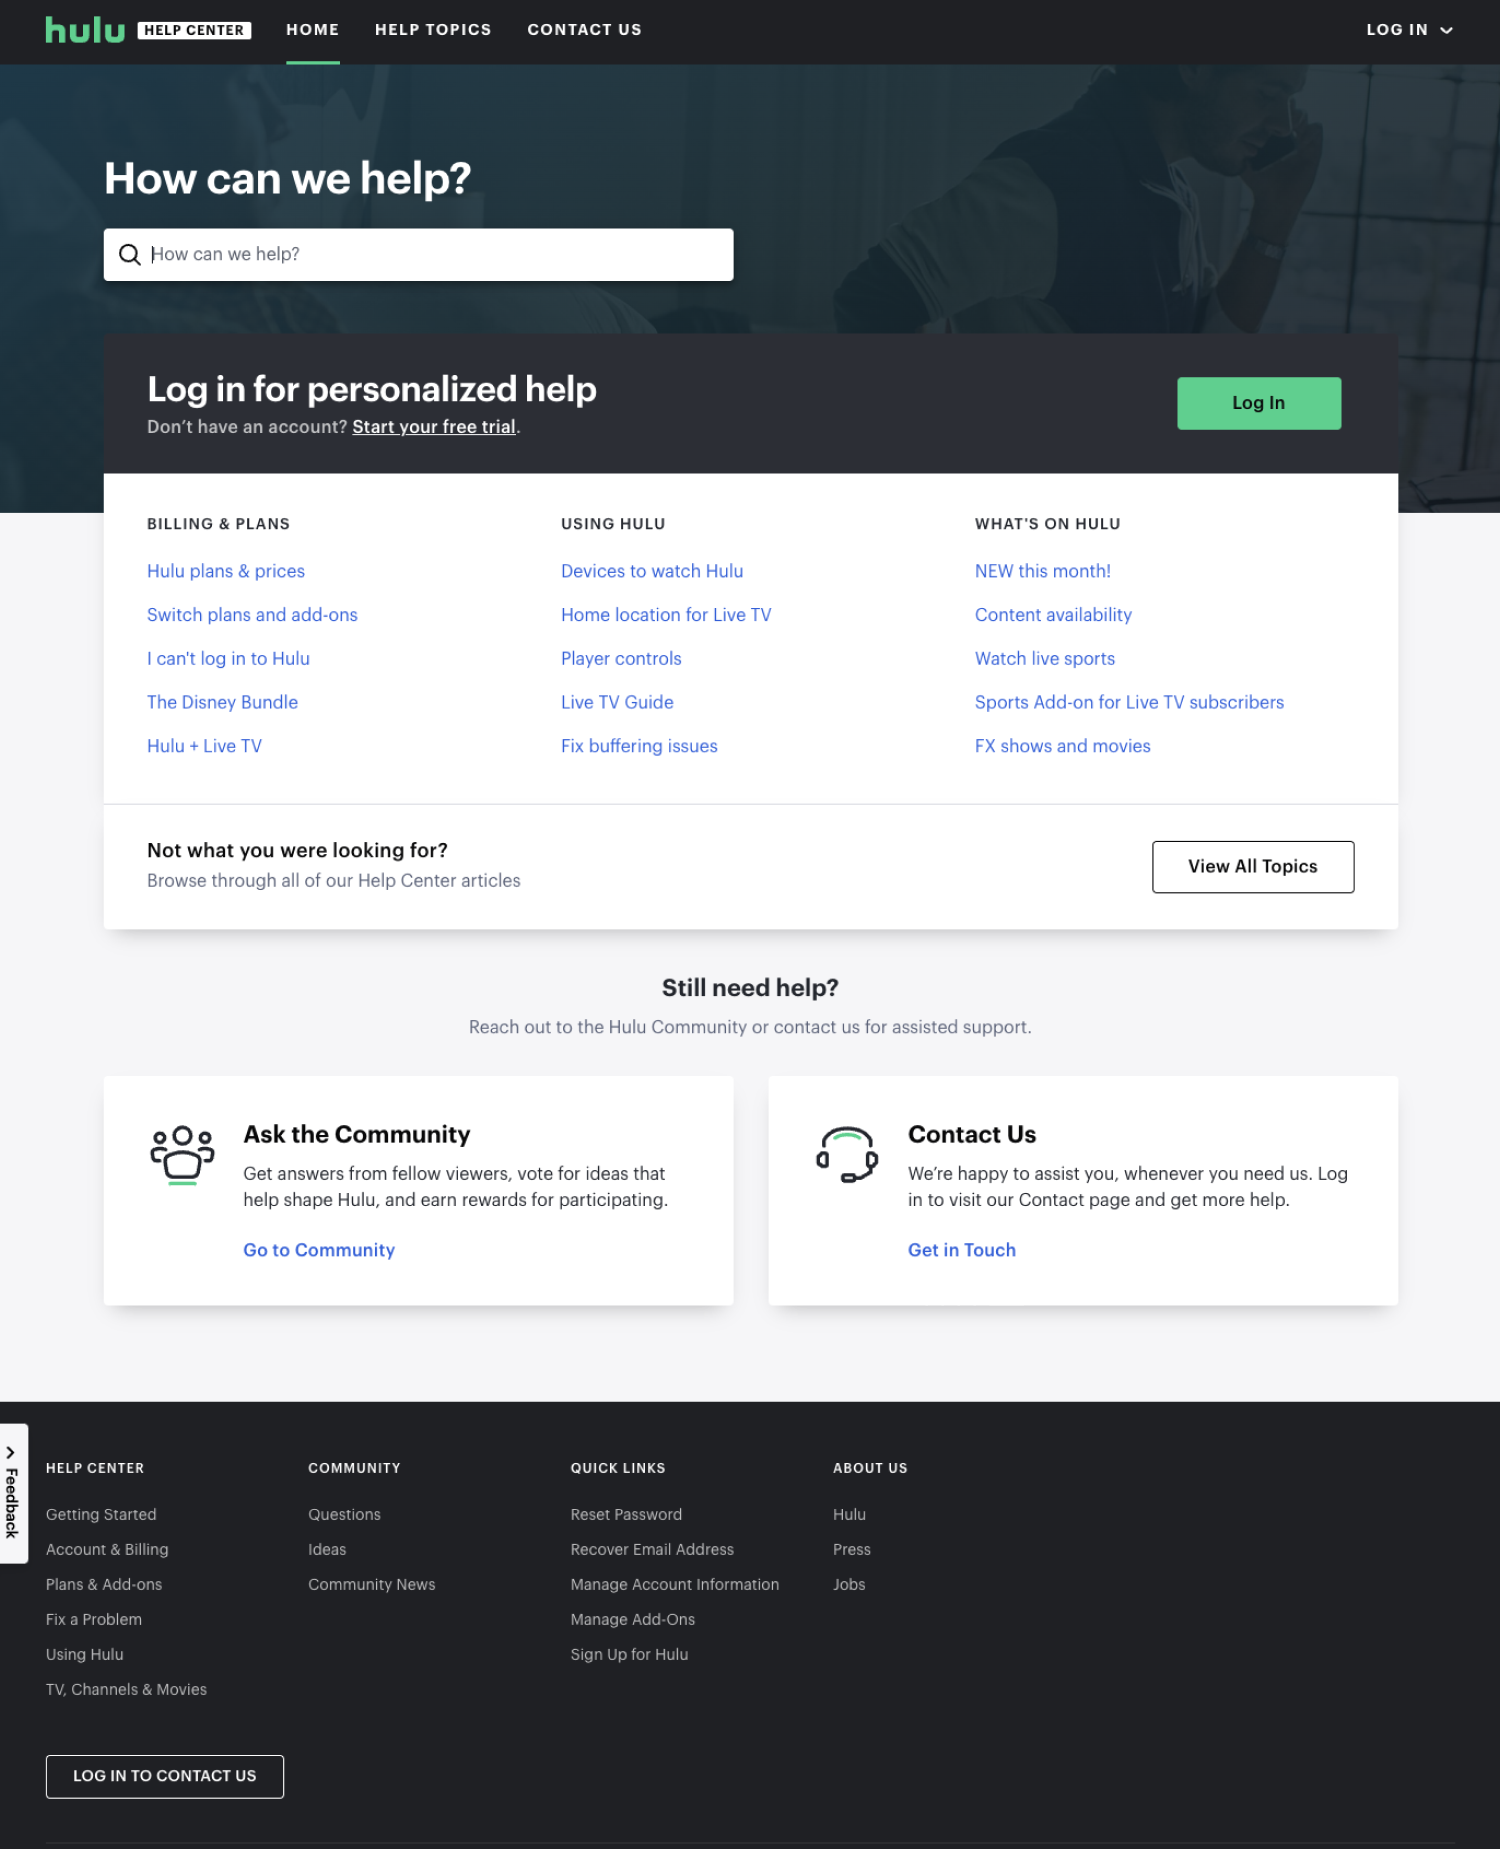 hulu HELP CENTER HOME HELP TOPICS CONTACT US LOG IN
How can we help?
How can we help?
Log in for personalized help
Don’t have an account? Start your free trial.
Log In
BILLING & PLANS
Hulu plans & prices
Switch plans and add-ons
I can't log in to Hulu
The Disney Bundle
Hulu + Live TV
USING HULU
Devices to watch Hulu
Home location for Live TV
Player controls
Live TV Guide
Fix buffering issues
WHAT'S ON HULU
NEW this month!
Content availability
Watch live sports
Sports Add-on for Live TV subscribers
FX shows and movies
Not what you were looking for?
Browse through all of our Help Center articles
View All Topics
Still need help?
Reach out to the Hulu Community or contact us for assisted support.
Ask the Community
Get answers from fellow viewers, vote for ideas that
help shape Hulu, and earn rewards for participating.
Go to Community
Contact Us
We’re happy to assist you, whenever you need us. Log
in to visit our Contact page and get more help.
Get in Touch
Feedback
HELP CENTER
Getting Started
Account & Billing
Plans & Add-ons
Fix a Problem
Using Hulu
TV, Channels & Movies
COMMUNITY
Questions
Ideas
Community News
QUICK LINKS
Reset Password
Recover Email Address
Manage Account Information
Manage Add-Ons
Sign Up for Hulu
ABOUT US
Hulu
Press
Jobs
LOG IN TO CONTACT US